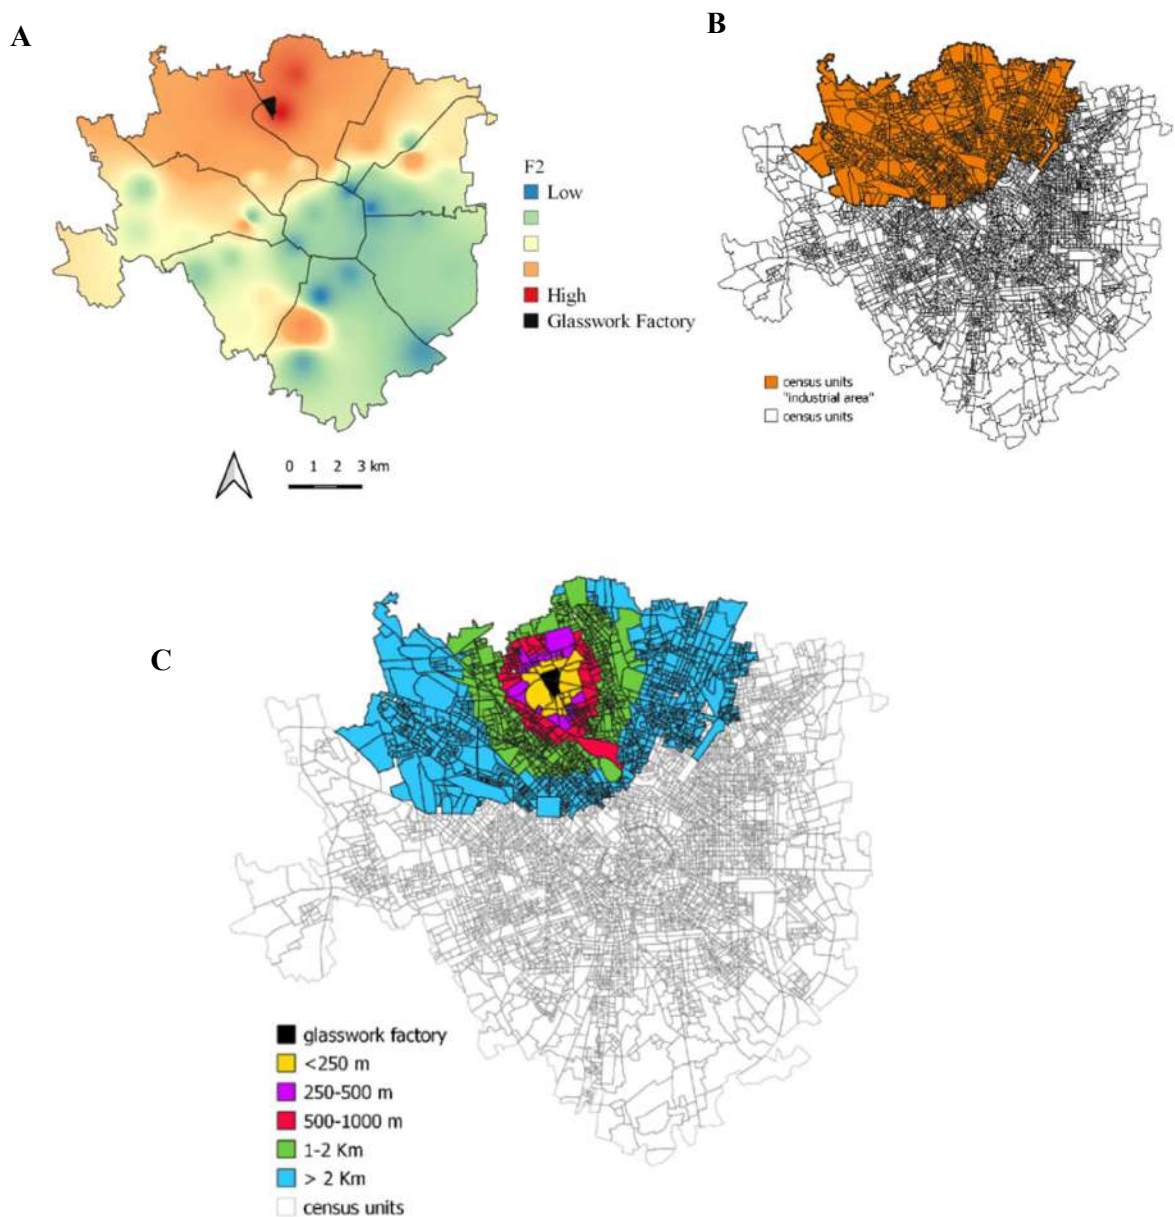 A
F2
Low
High
Glasswork Factory
0 1 2 3 km
B
census units
"industrial area"
census units
C
glasswork factory
<250 m
250-500 m
500-1000 m
1-2 Km
> 2 Km
census units